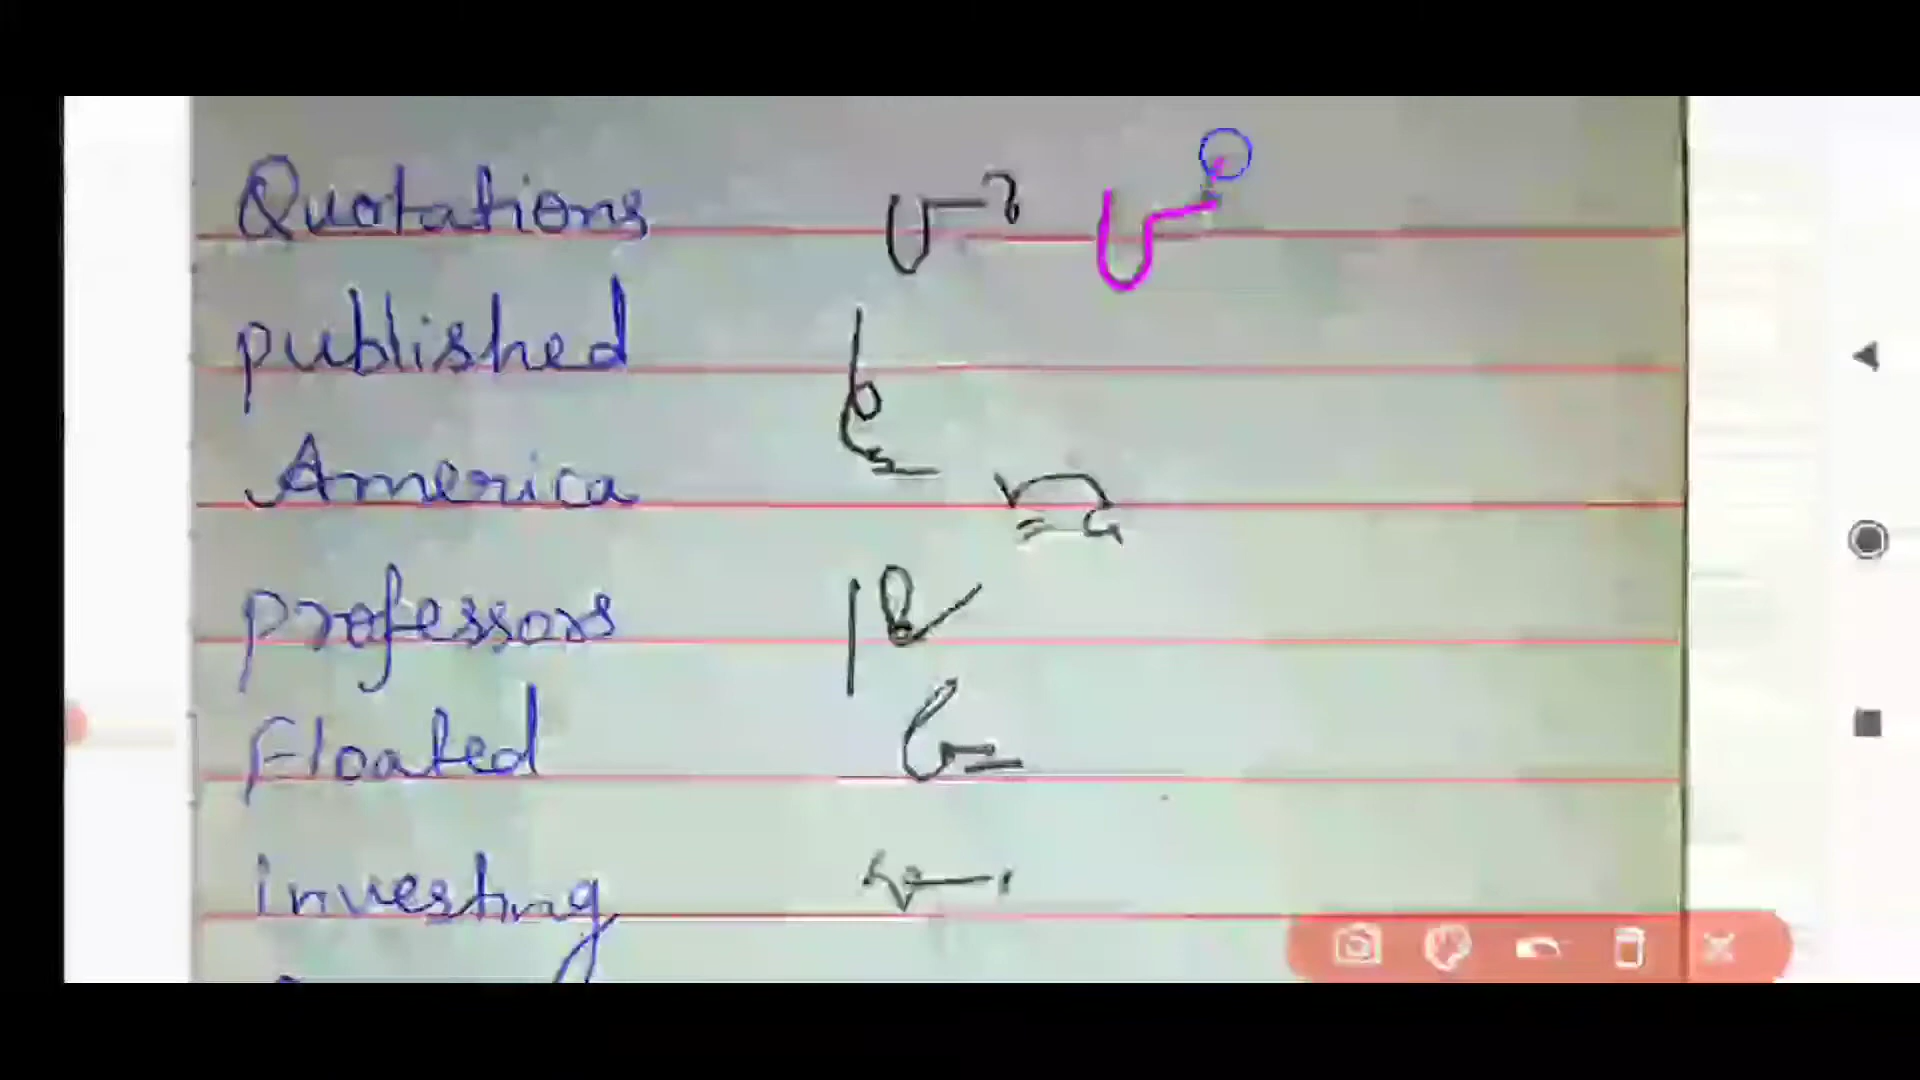 Quotations
published
America
professors
Floated
investing